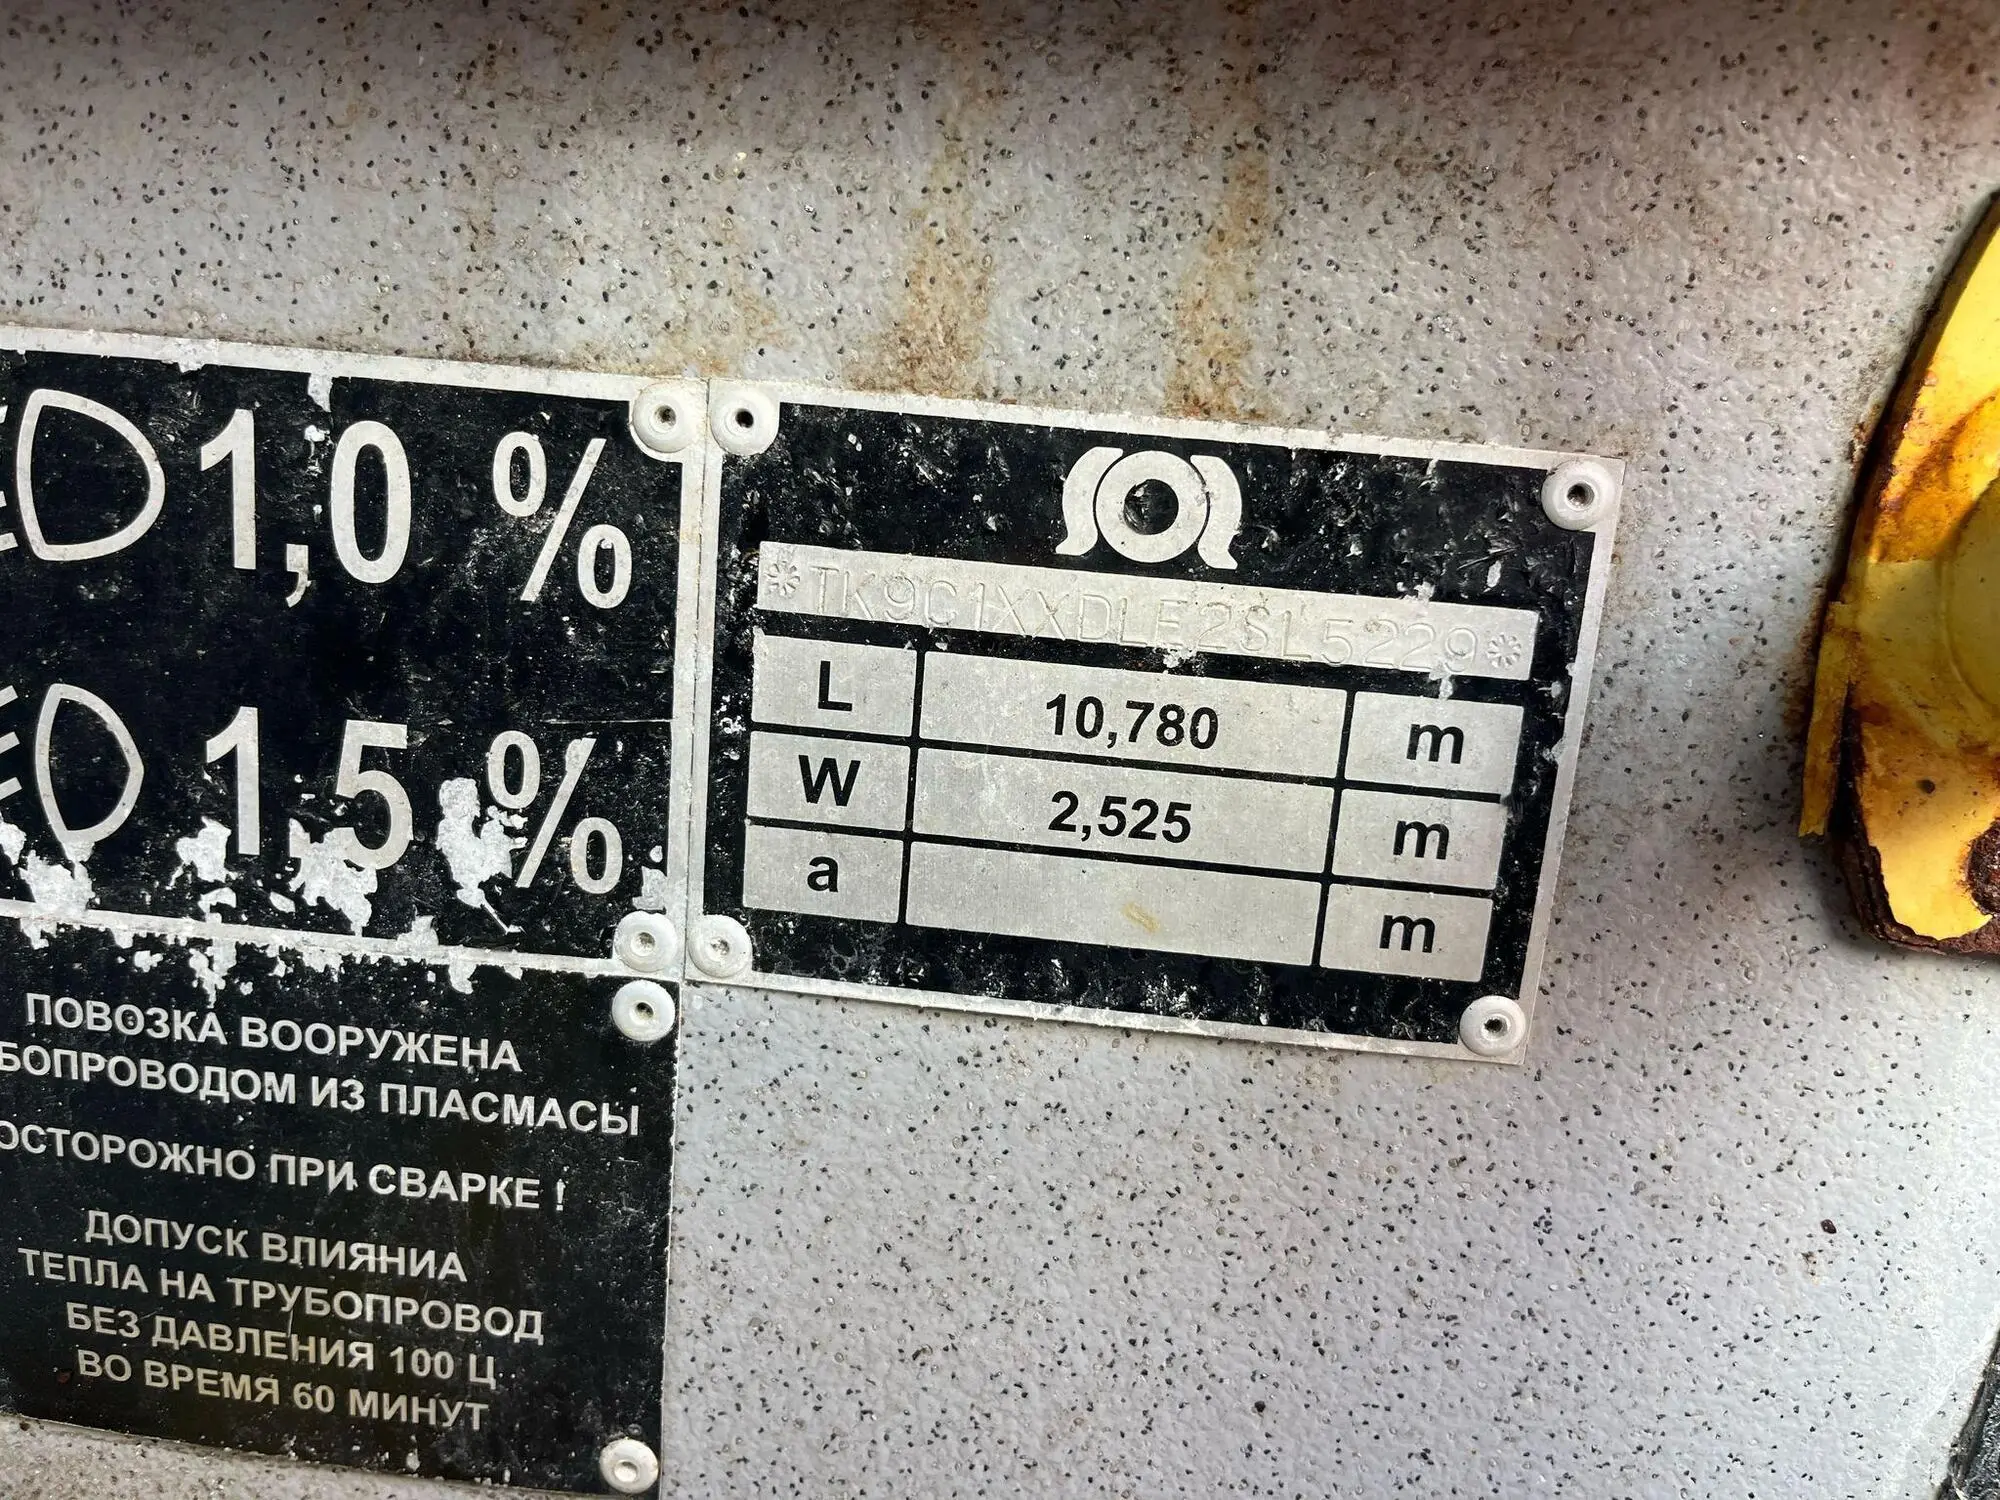 1,0 %
1,5 %
ПОВОЗКА ВООРУЖЕНА
БОПРОВОДОМ ИЗ ПЛАСМАСЫ
ОСТОРОЖНО ПРИ СВАРКЕ !
ДОПУСК ВЛИЯНИА
ТЕПЛА НА ТРУБОПРОВОД
БЕЗ ДАВЛЕНИЯ 100 Ц
ВО ВРЕМЯ 60 МИНУТ
*TK9C1XXDLE2SL5229*
L 10,780 m
W 2,525 m
a m